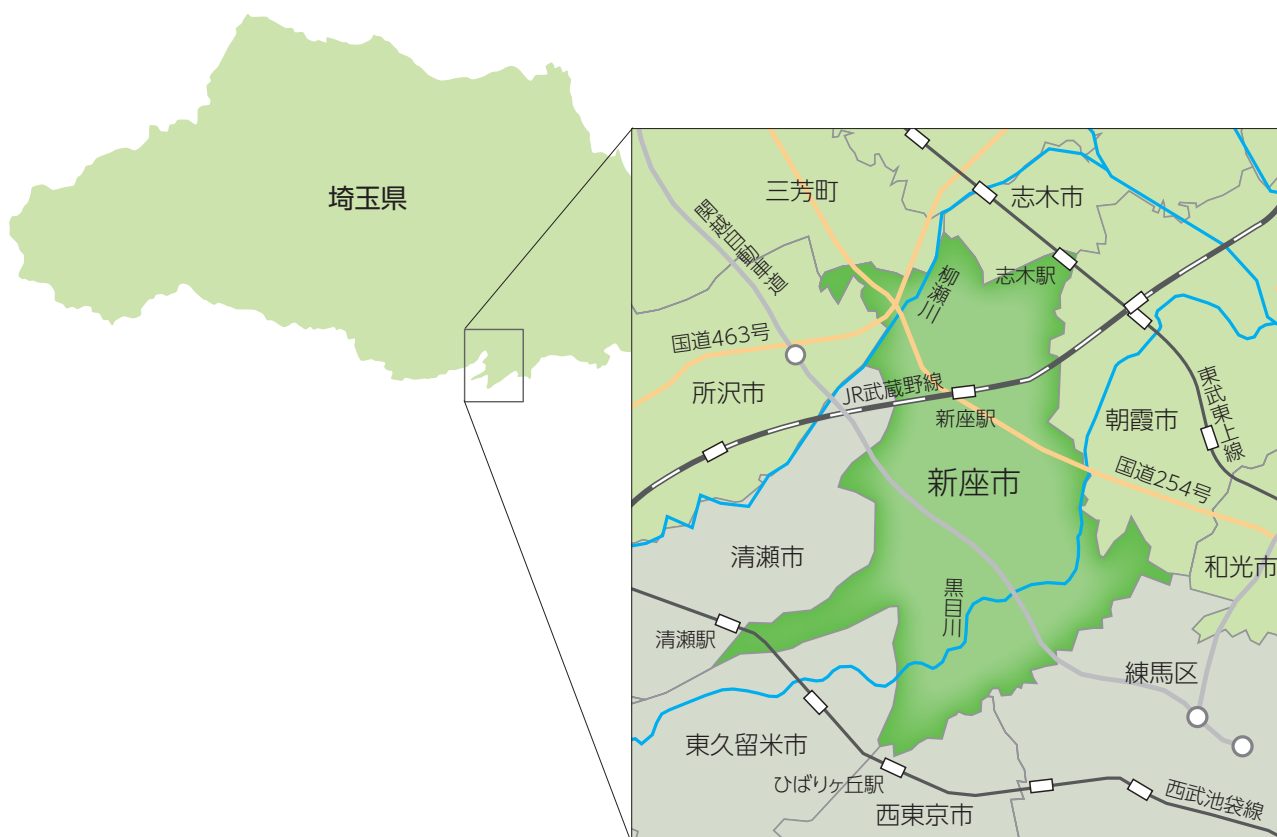 埼玉県
三芳町
志木市
関越自動車道
柳瀬川
志木駅
国道463号
所沢市
JR武蔵野線
新座駅
朝霞市
東武東上線
新座市
国道254号
清瀬市
和光市
黒目川
清瀬駅
練馬区
東久留米市
ひばりヶ丘駅
西東京市
西武池袋線